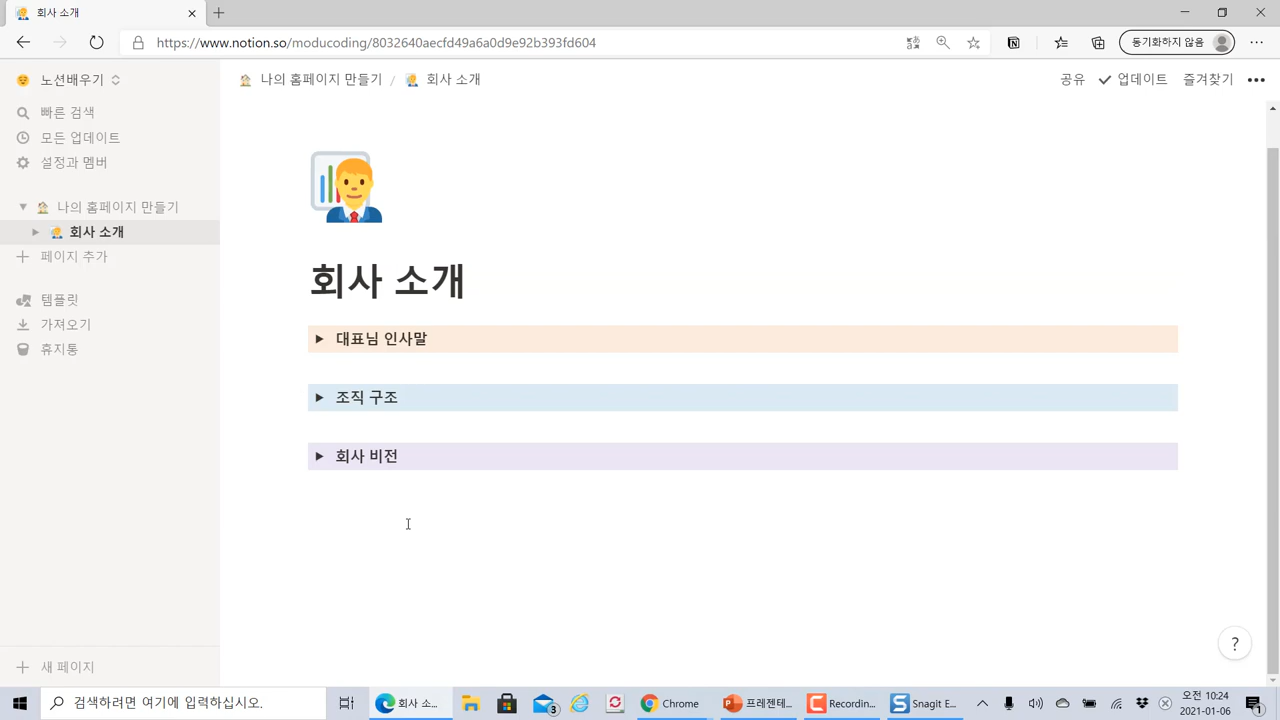 회사 소개
https://www.notion.so/moducoding/8032640aecfd49a6a0d9e92b393fd604
동기화하지 않음
노션배우기
나의 홈페이지 만들기 / 회사 소개
공유 업데이트 즐겨찾기
빠른 검색
모든 업데이트
설정과 멤버
나의 홈페이지 만들기
회사 소개
페이지 추가
템플릿
가져오기
휴지통
회사 소개
대표님 인사말
조직 구조
회사 비전
새 페이지
?
검색하려면 여기에 입력하십시오.
회사 소...
3
Chrome
프레젠테...
Recordin...
Snagit E...
오전 10:24
2021-01-06
1